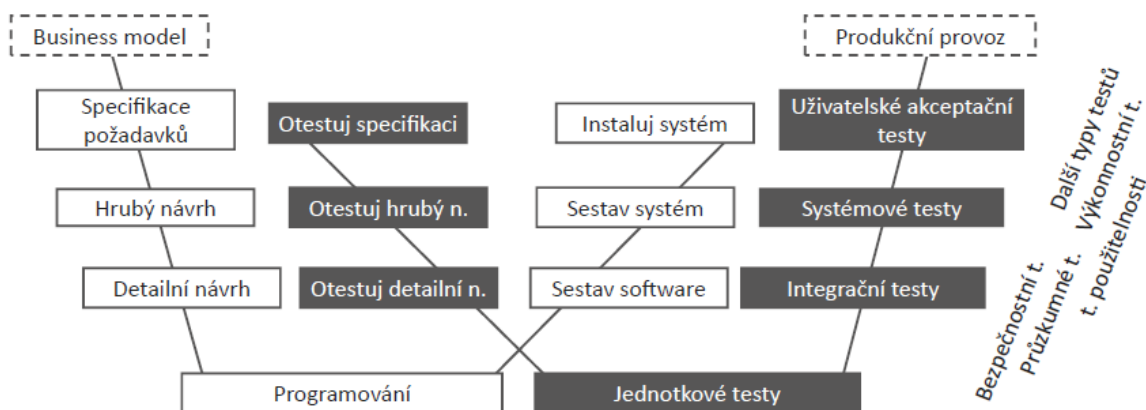 Business model
Produkční provoz
Specifikace
požadavků
Otestuj specifikaci
Instaluj systém
Uživatelské akceptační
testy
Hrubý návrh
Otestuj hrubý n.
Sestav systém
Systémové testy
Detailní návrh
Otestuj detailní n.
Sestav software
Integrační testy
Programování
Jednotkové testy
Další typy testů
Výkonnostní t.
Bezpečnostní t.
Průzkumné t.
t. použitelnosti